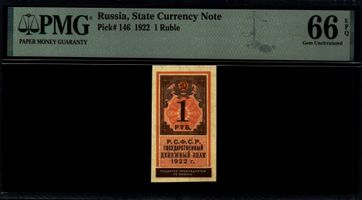 PMG
PAPER MONEY GUARANTY
Russia, State Currency Note
Pick# 146 1922 1 Ruble
66 EPQ
Gem Uncirculated
1
РУБ.
Р.С.Ф.С.Р.
ГОСУДАРСТВЕННЫЙ
ДЕНЕЖНЫЙ ЗНАК
1922 г.